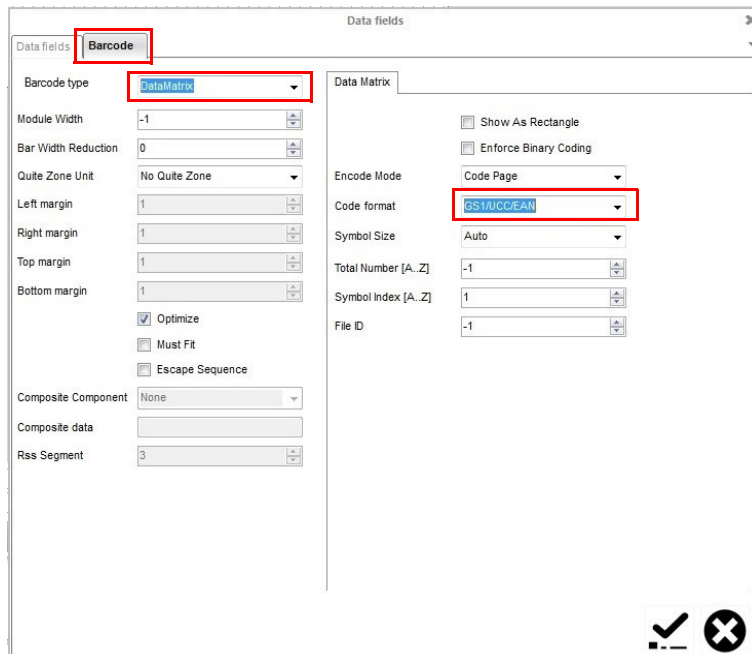 Data fields
Data fields
Barcode
Barcode type
DataMatrix
Module Width
-1
Bar Width Reduction
0
Quite Zone Unit
No Quite Zone
Left margin
1
Right margin
1
Top margin
1
Bottom margin
1
Optimize
Must Fit
Escape Sequence
Composite Component
None
Composite data
Rss Segment
3
Data Matrix
Show As Rectangle
Enforce Binary Coding
Encode Mode
Code Page
Code format
GS1/UCC/EAN
Symbol Size
Auto
Total Number [A..Z]
-1
Symbol Index [A..Z]
1
File ID
-1